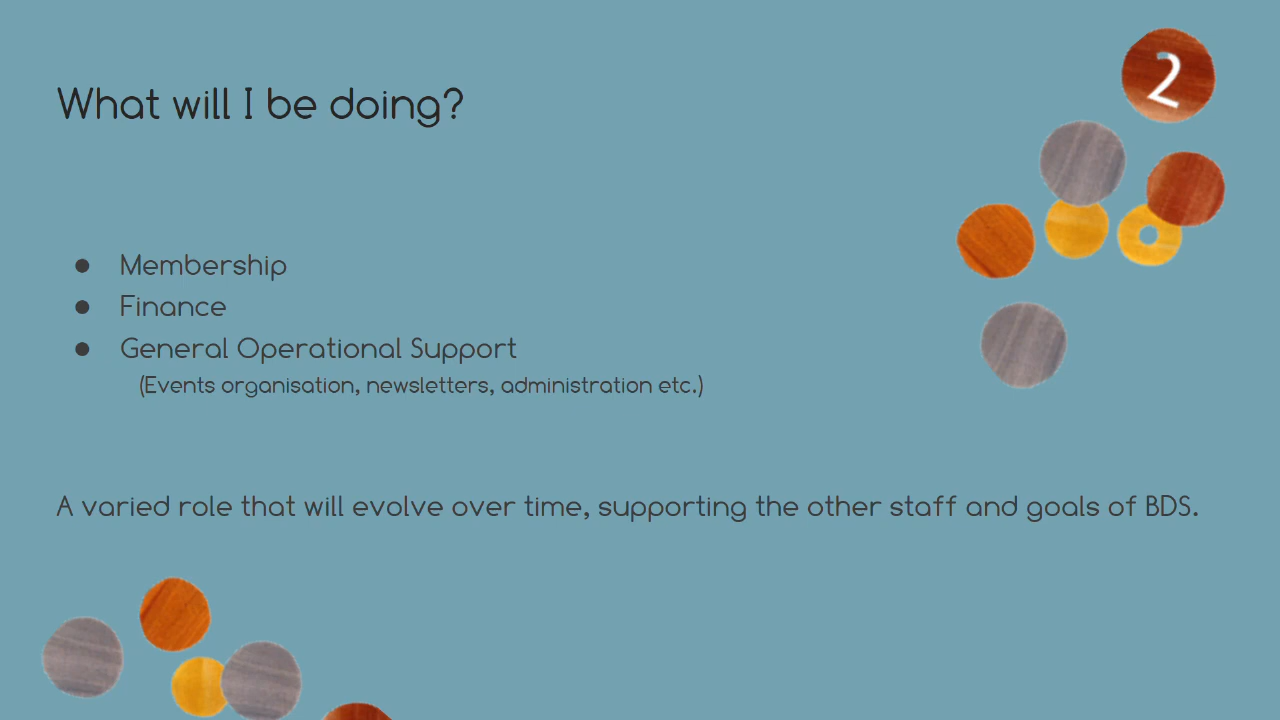 2
What will I be doing?
● Membership
● Finance
● General Operational Support
(Events organisation, newsletters, administration etc.)
A varied role that will evolve over time, supporting the other staff and goals of BDS.